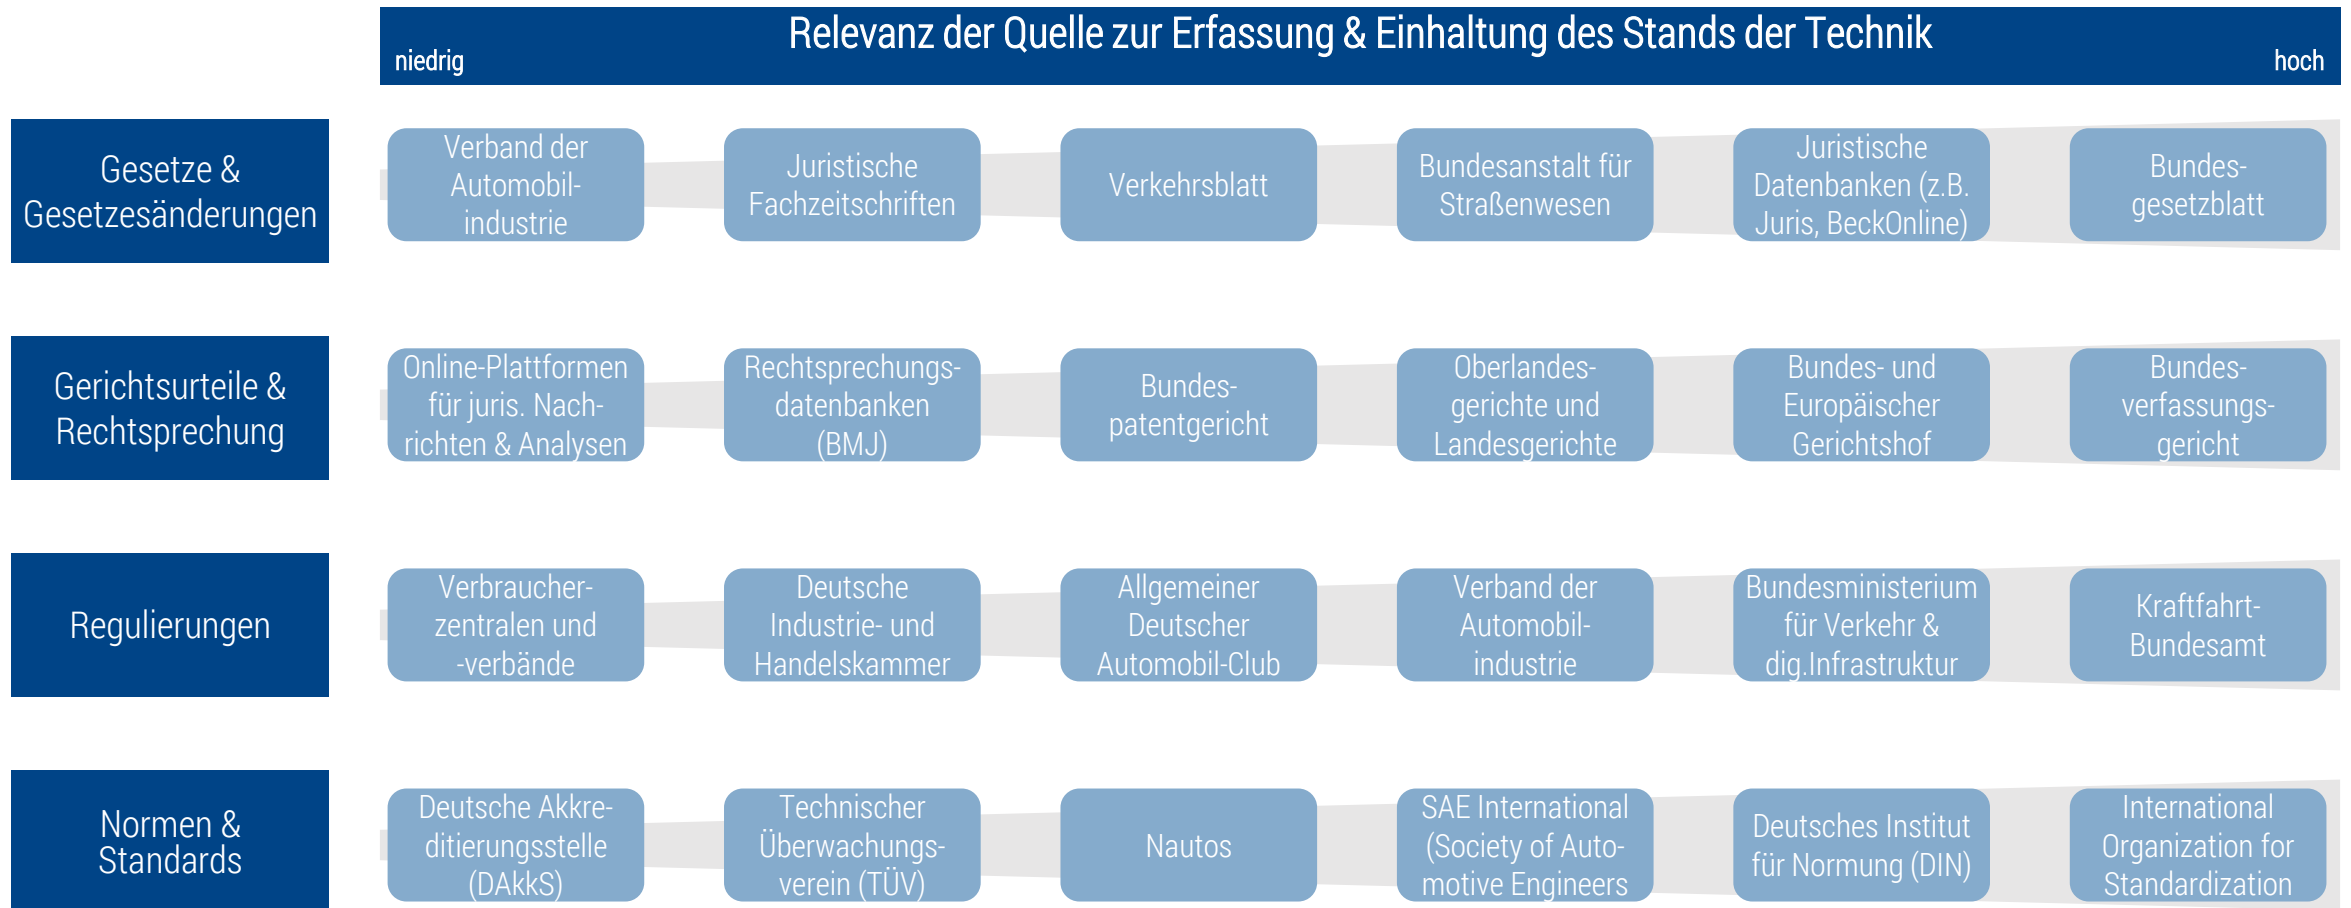 Relevanz der Quelle zur Erfassung & Einhaltung des Stands der Technik
niedrig
hoch
Gesetze &
Gesetzesänderungen
Verband der
Automobil-
industrie
Juristische
Fachzeitschriften
Verkehrsblatt
Bundesanstalt für
Straßenwesen
Juristische
Datenbanken (z.B.
Juris, BeckOnline)
Bundes-
gesetzblatt
Gerichtsurteile &
Rechtsprechung
Online-Plattformen
für juris. Nach-
richten & Analysen
Rechtsprechungs-
datenbanken
(BMJ)
Bundes-
patentgericht
Oberlandes-
gerichte und
Landesgerichte
Bundes- und
Europäischer
Gerichtshof
Bundes-
verfassungs-
gericht
Regulierungen
Verbraucher-
zentralen und
-verbände
Deutsche
Industrie- und
Handelskammer
Allgemeiner
Deutscher
Automobil-Club
Verband der
Automobil-
industrie
Bundesministerium
für Verkehr &
dig.Infrastruktur
Kraftfahrt-
Bundesamt
Normen &
Standards
Deutsche Akkre-
ditierungsstelle
(DAkkS)
Technischer
Überwachungs-
verein (TÜV)
Nautos
SAE International
(Society of Auto-
motive Engineers
Deutsches Institut
für Normung (DIN)
International
Organization for
Standardization